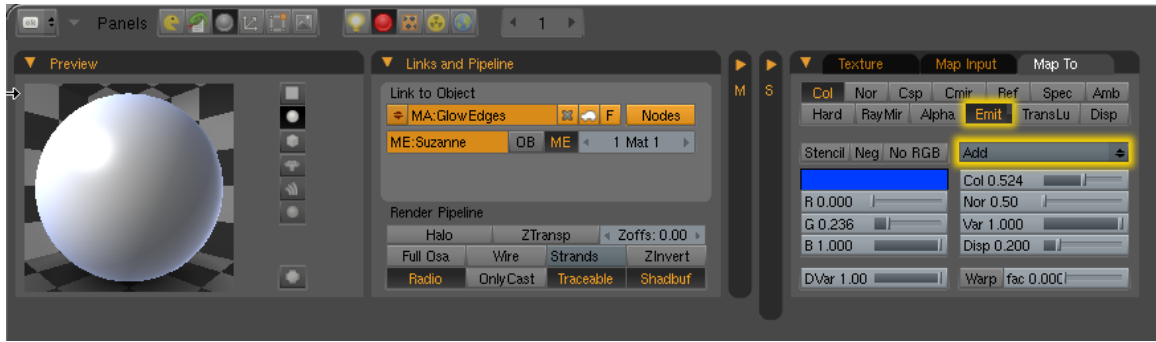 Panels 1
Preview
Links and Pipeline
Link to Object
MA:GlowEdges F Nodes
ME:Suzanne OB ME 1 Mat 1
Render Pipeline
Halo ZTransp Zoffs: 0.00
Full Osa Wire Strands ZInvert
Radio OnlyCast Traceable Shadbuf
M
S
Texture Map Input Map To
Col Nor Csp Cmir Ref Spec Amb
Hard RayMir Alpha Emit TransLu Disp
Stencil Neg No RGB Add
Col 0.524
R 0.000 Nor 0.50
G 0.236 Var 1.000
B 1.000 Disp 0.200
DVar 1.00 Warp fac 0.000